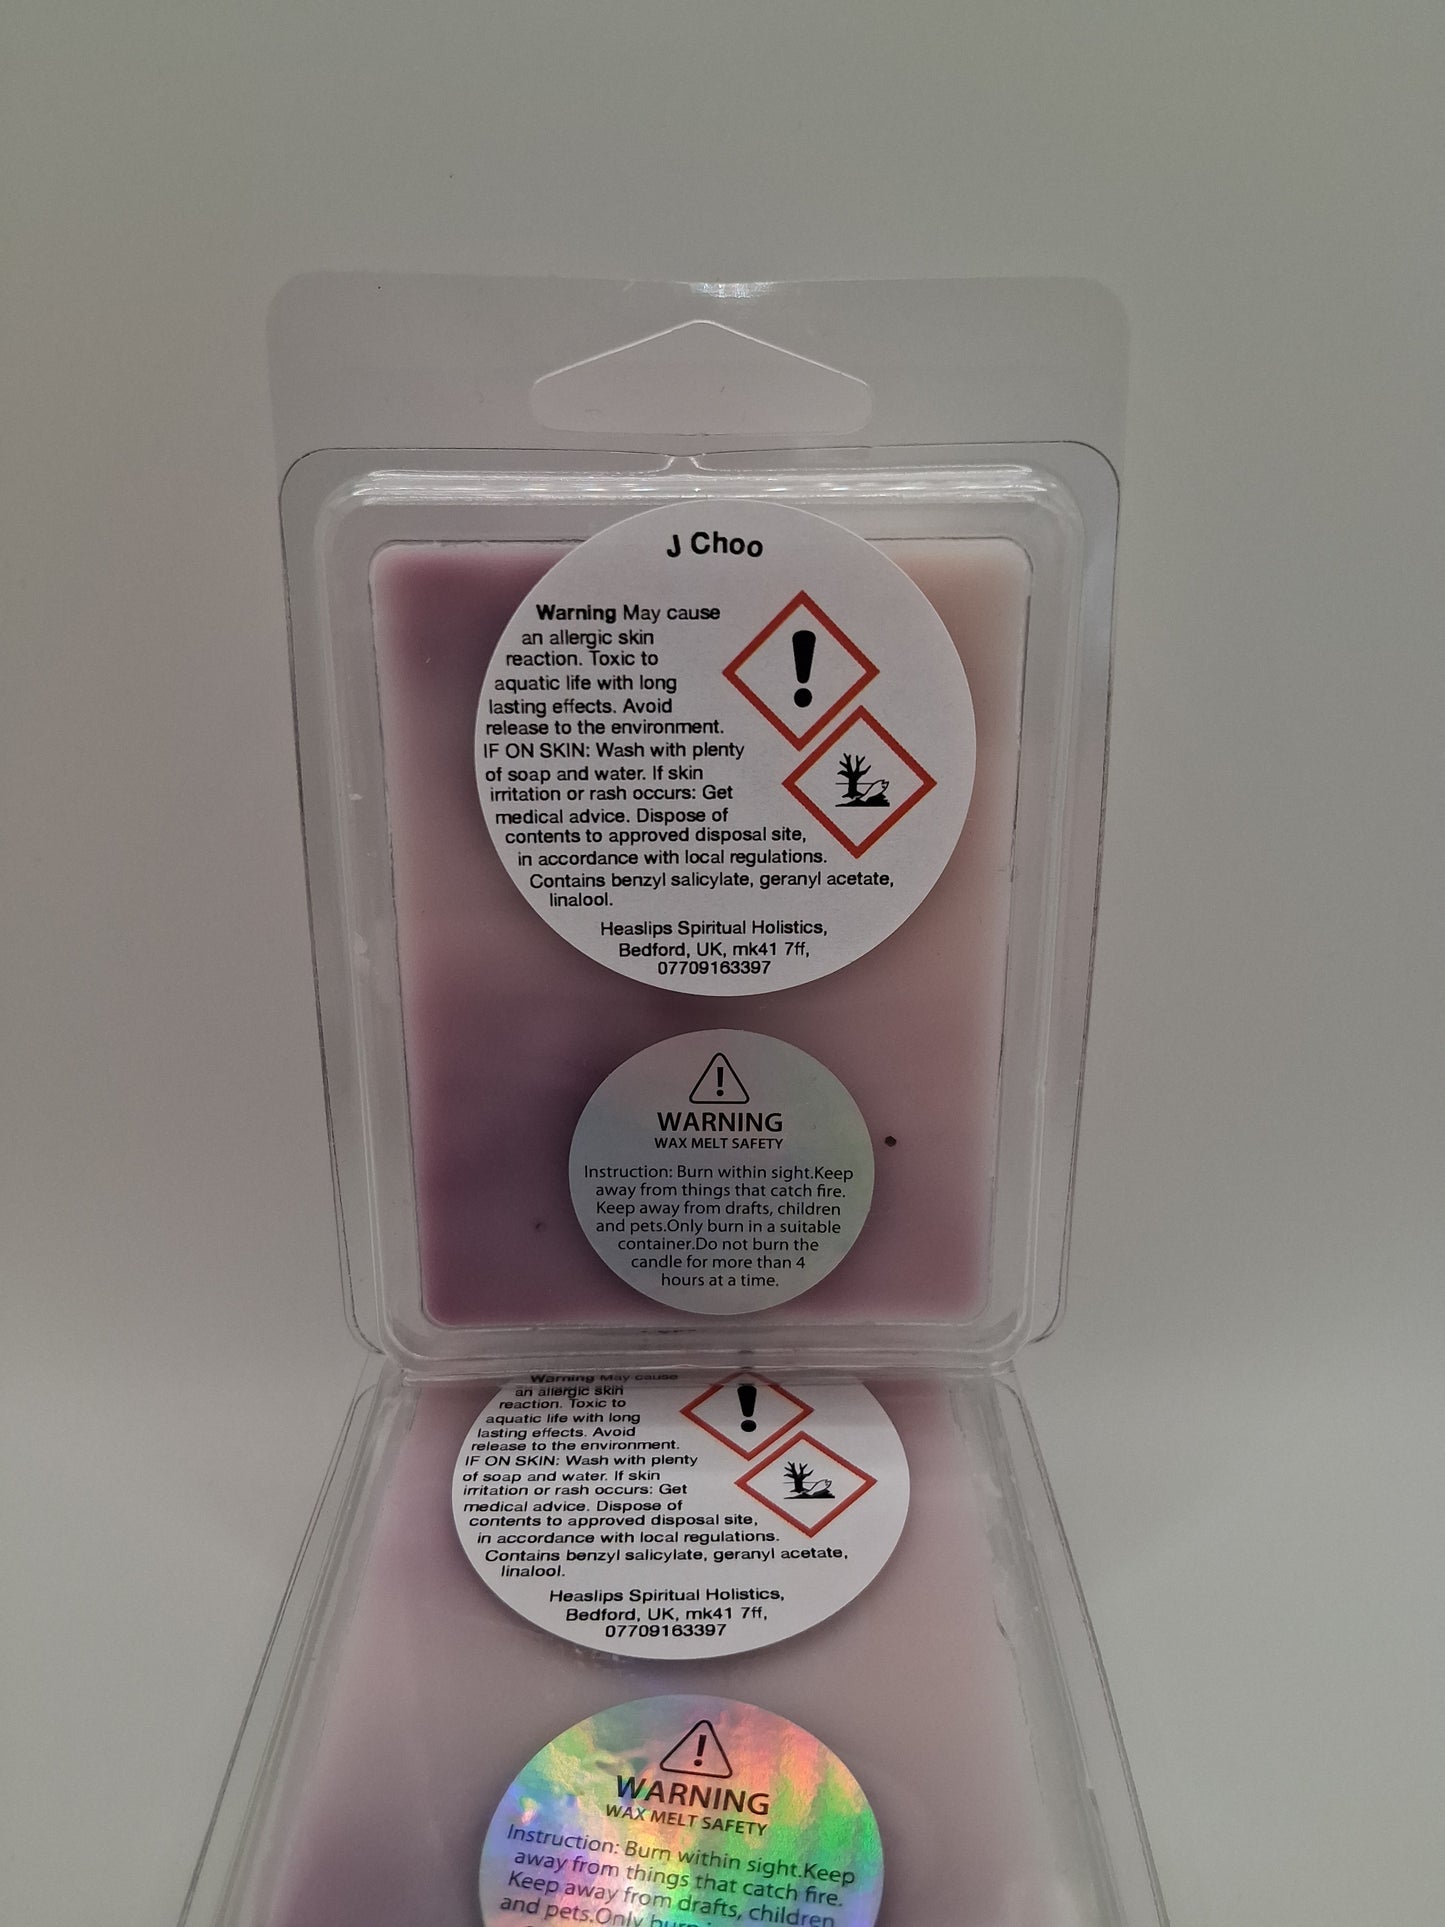 J Choo
Warning May cause
an allergic skin
reaction. Toxic to
aquatic life with long
lasting effects. Avoid
release to the environment.
IF ON SKIN: Wash with plenty
of soap and water. If skin
irritation or rash occurs: Get
medical advice. Dispose of
contents to approved disposal site,
in accordance with local regulations.
Contains benzyl salicylate, geranyl acetate,
linalool.
Heaslips Spiritual Holistics,
Bedford, UK, mk41 7ff,
07709163397
WARNING
WAX MELT SAFETY
Instruction: Burn within sight.Keep
away from things that catch fire.
Keep away from drafts, children
and pets.Only burn in a suitable
container.Do not burn the
candle for more than 4
hours at a time.
Warning May cause
an allergic skin
reaction. Toxic to
aquatic life with long
lasting effects. Avoid
release to the environment.
IF ON SKIN: Wash with plenty
of soap and water. If skin
irritation or rash occurs: Get
medical advice. Dispose of
contents to approved disposal site,
in accordance with local regulations.
Contains benzyl salicylate, geranyl acetate,
linalool.
Heaslips Spiritual Holistics,
Bedford, UK, mk41 7ff,
07709163397
WARNING
WAX MELT SAFETY
Instruction: Burn within sight.Keep
away from things that catch fire.
Keep away from drafts, children
and pets.Only